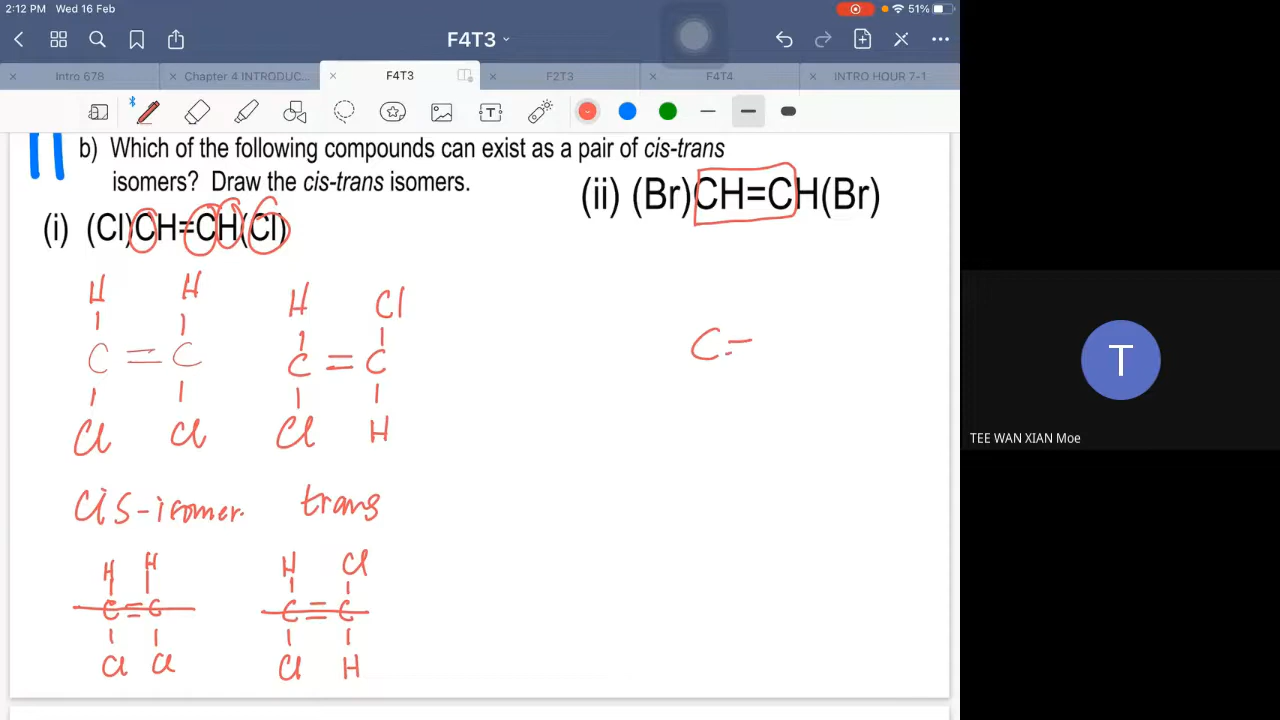 2:12 PM Wed 16 Feb
51%
F4T3
Intro 678
Chapter 4 INTRODUC...
F4T3
F2T3
F4T4
INTRO HOUR 7-1
T
b) Which of the following compounds can exist as a pair of cis-trans
isomers? Draw the cis-trans isomers.
(i) (Cl)CH=CH(Cl)
(ii) (Br)CH=CH(Br)
H H H Cl
C = C C = C
Cl Cl Cl H
C=
cis-isomer. trans
H H H Cl
C=C C=C
Cl Cl Cl H
T
TEE WAN XIAN Moe